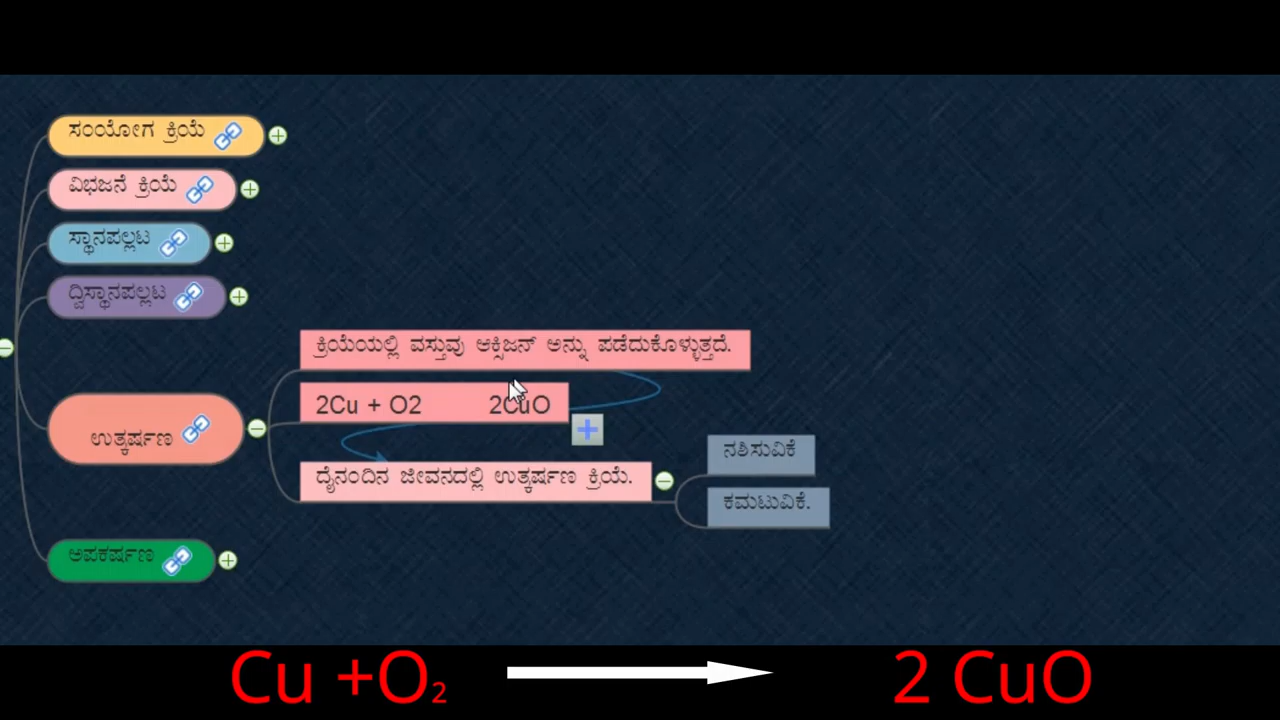 ಸಂಯೋಗ ಕ್ರಿಯೆ
ವಿಭಜನೆ ಕ್ರಿಯೆ
ಸ್ಥಾನಪಲ್ಲಟ
ದ್ವಿಸ್ಥಾನಪಲ್ಲಟ
ಕ್ರಿಯೆಯಲ್ಲಿ ವಸ್ತುವು ಆಕ್ಸಿಜನ್ ಅನ್ನು ಪಡೆದುಕೊಳ್ಳುತ್ತದೆ.
2Cu + O2 2CuO
ಉತ್ಕರ್ಷಣ
ದೈನಂದಿನ ಜೀವನದಲ್ಲಿ ಉತ್ಕರ್ಷಣ ಕ್ರಿಯೆ.
ನಶಿಸುವಿಕೆ
ಕಮಟುವಿಕೆ.
ಅಪಕರ್ಷಣ
Cu +O₂ 2 CuO